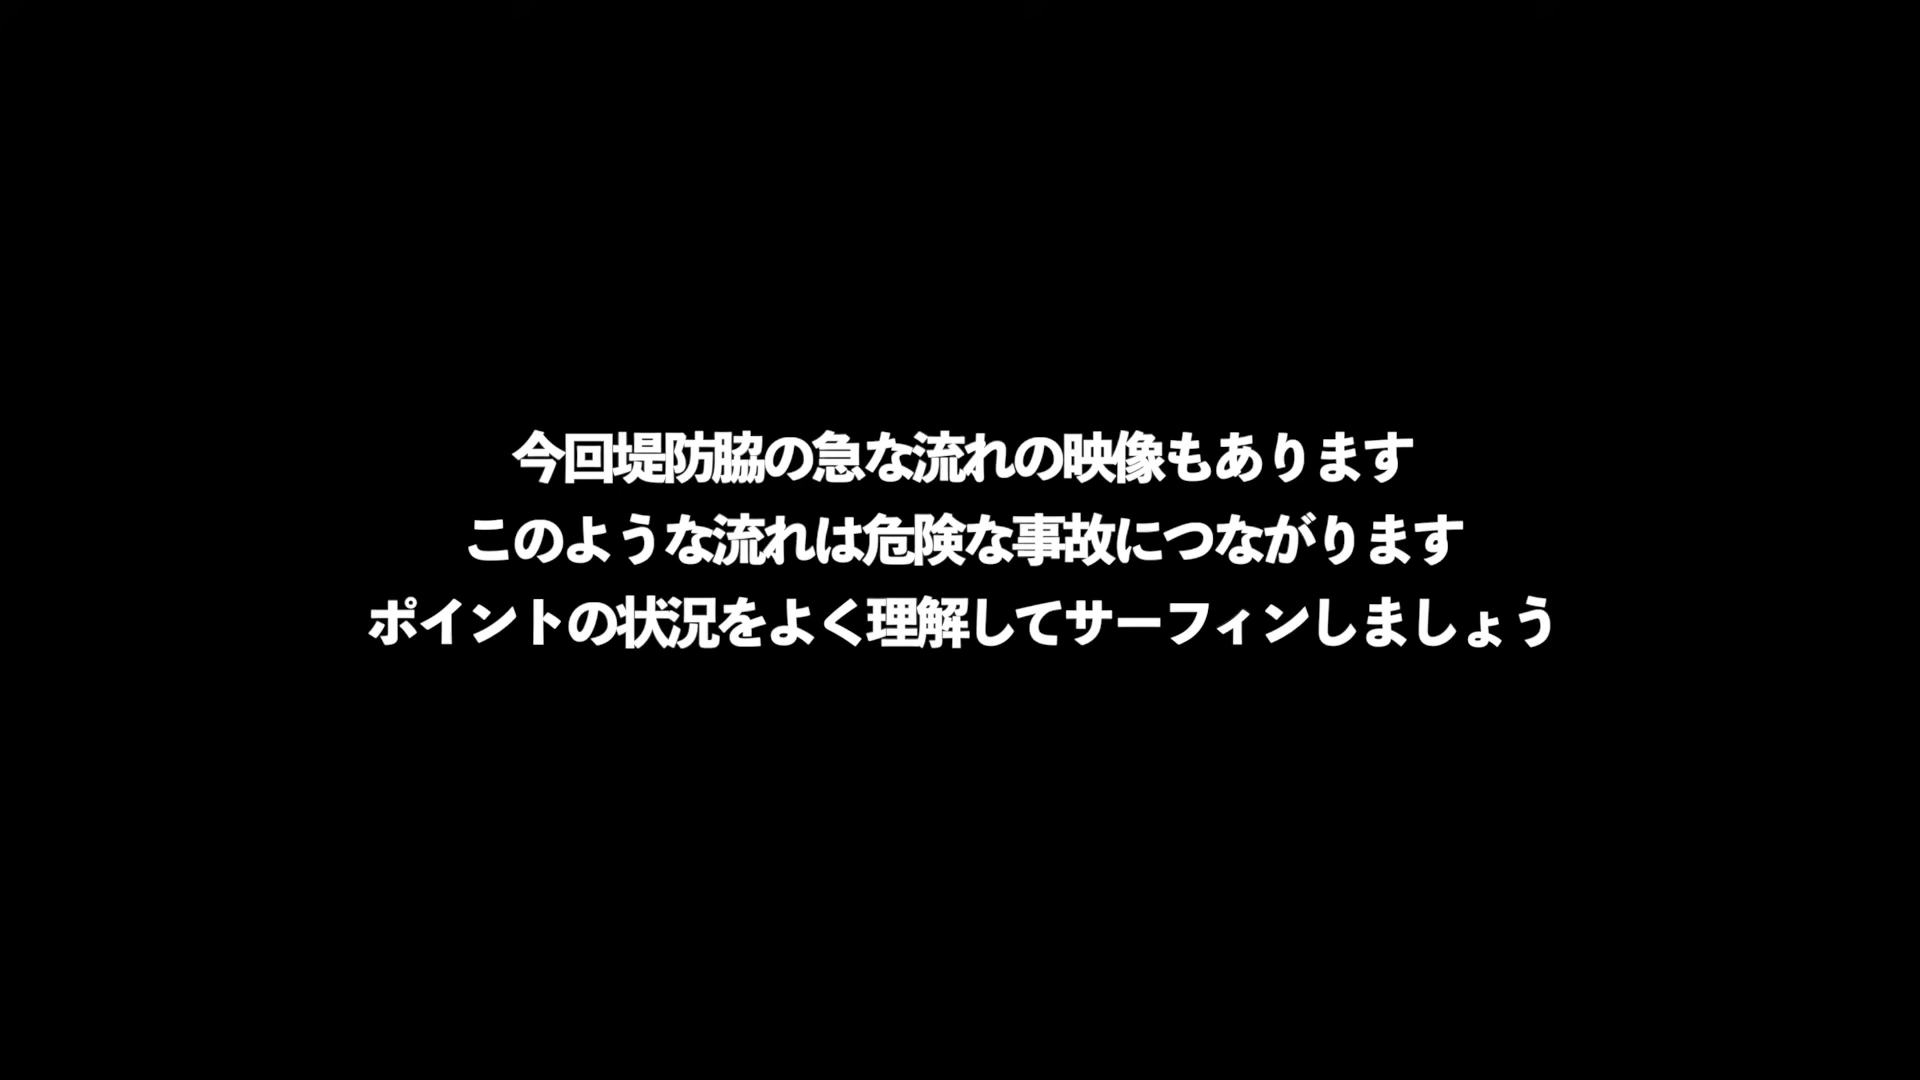 今回堤防脇の急な流れの映像もあります
このような流れは危険な事故につながります
ポイントの状況をよく理解してサーフィンしましょう